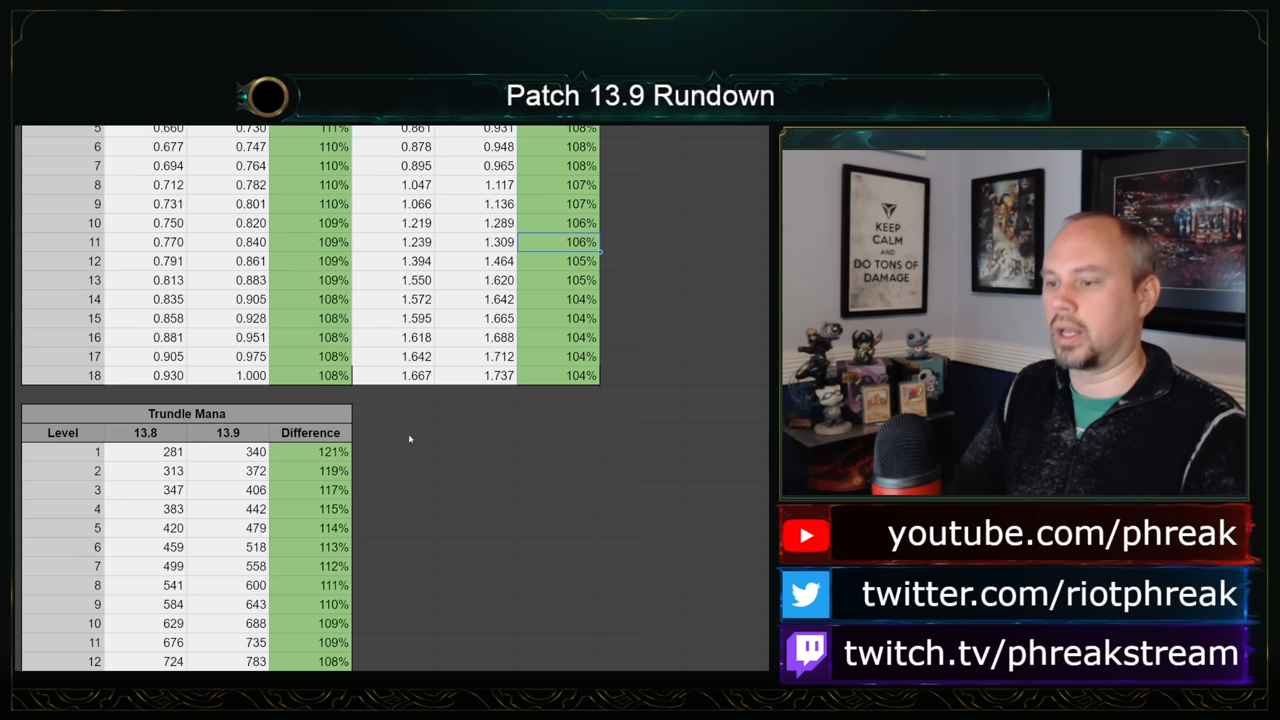 Patch 13.9 Rundown
5 0.660 0.730 111% 0.861 0.931 108%
6 0.677 0.747 110% 0.878 0.948 108%
7 0.694 0.764 110% 0.895 0.965 108%
8 0.712 0.782 110% 1.047 1.117 107%
9 0.731 0.801 110% 1.066 1.136 107%
10 0.750 0.820 109% 1.219 1.289 106%
11 0.770 0.840 109% 1.239 1.309 106%
12 0.791 0.861 109% 1.394 1.464 105%
13 0.813 0.883 109% 1.550 1.620 105%
14 0.835 0.905 108% 1.572 1.642 104%
15 0.858 0.928 108% 1.595 1.665 104%
16 0.881 0.951 108% 1.618 1.688 104%
17 0.905 0.975 108% 1.642 1.712 104%
18 0.930 1.000 108% 1.667 1.737 104%
Trundle Mana
Level 13.8 13.9 Difference
1 281 340 121%
2 313 372 119%
3 347 406 117%
4 383 442 115%
5 420 479 114%
6 459 518 113%
7 499 558 112%
8 541 600 111%
9 584 643 110%
10 629 688 109%
11 676 735 109%
12 724 783 108%
KEEP
CALM
AND
DO TONS OF
DAMAGE
youtube.com/phreak
twitter.com/riotphreak
twitch.tv/phreakstream